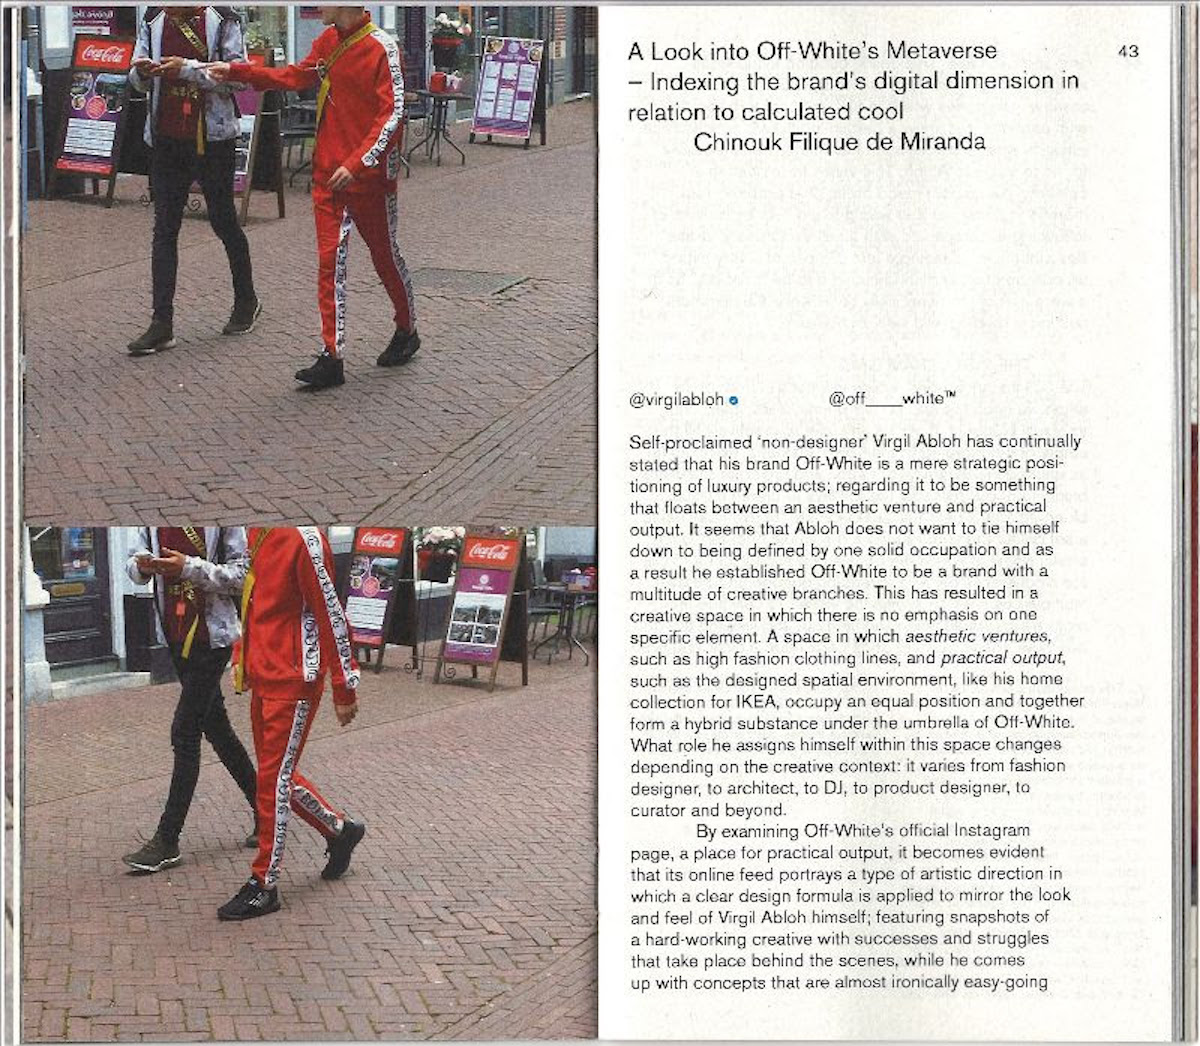 Coca-Cola
Coca-Cola
Coca-Cola
A Look into Off-White's Metaverse
– Indexing the brand's digital dimension in
relation to calculated cool
Chinouk Filique de Miranda
43
@virgilabloh
@off____white™
Self-proclaimed ‘non-designer’ Virgil Abloh has continually
stated that his brand Off-White is a mere strategic posi-
tioning of luxury products; regarding it to be something
that floats between an aesthetic venture and practical
output. It seems that Abloh does not want to tie himself
down to being defined by one solid occupation and as
a result he established Off-White to be a brand with a
multitude of creative branches. This has resulted in a
creative space in which there is no emphasis on one
specific element. A space in which aesthetic ventures,
such as high fashion clothing lines, and practical output,
such as the designed spatial environment, like his home
collection for IKEA, occupy an equal position and together
form a hybrid substance under the umbrella of Off-White.
What role he assigns himself within this space changes
depending on the creative context: it varies from fashion
designer, to architect, to DJ, to product designer, to
curator and beyond.
By examining Off-White's official Instagram
page, a place for practical output, it becomes evident
that its online feed portrays a type of artistic direction in
which a clear design formula is applied to mirror the look
and feel of Virgil Abloh himself; featuring snapshots of
a hard-working creative with successes and struggles
that take place behind the scenes, while he comes
up with concepts that are almost ironically easy-going